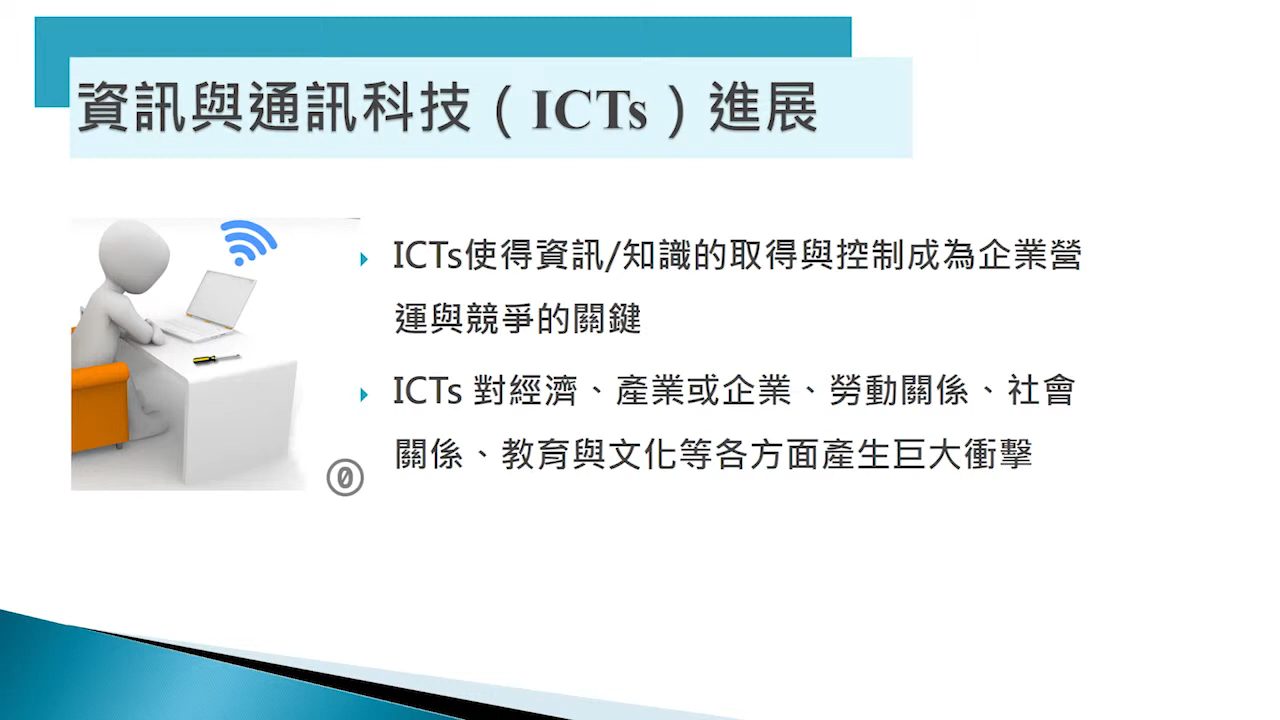 資訊與通訊科技（ICTs）進展
ICTs使得資訊/知識的取得與控制成為企業營
運與競爭的關鍵
ICTs 對經濟、產業或企業、勞動關係、社會
關係、教育與文化等各方面產生巨大衝擊
0